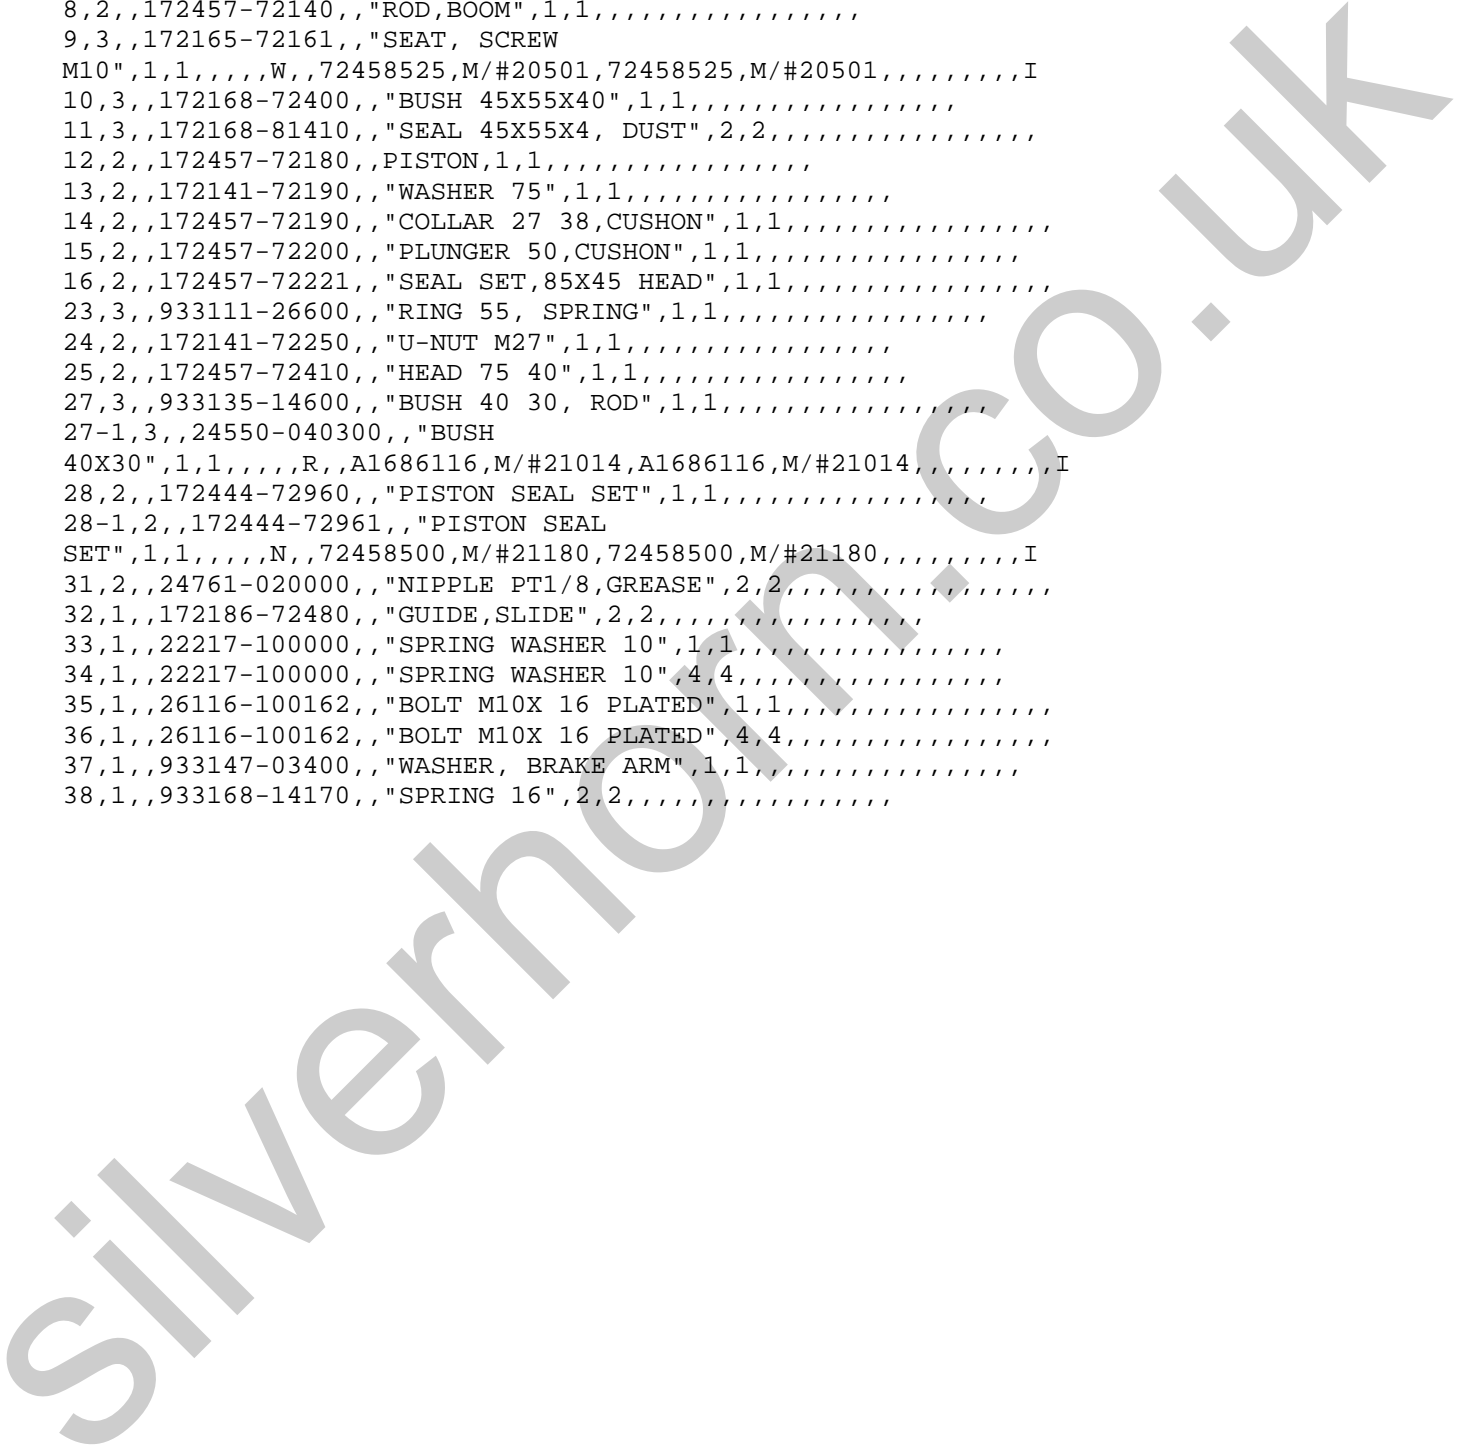 8,2,,172457-72140,,"ROD,BOOM",1,1,,,,,,,,,,,,,,,,,
9,3,,172165-72161,,"SEAT, SCREW
M10",1,1,,,,,W,,72458525,M/#20501,72458525,M/#20501,,,,,,,,,I
10,3,,172168-72400,,"BUSH 45X55X40",1,1,,,,,,,,,,,,,,,,,
11,3,,172168-81410,,"SEAL 45X55X4, DUST",2,2,,,,,,,,,,,,,,,,,
12,2,,172457-72180,,PISTON,1,1,,,,,,,,,,,,,,,,,
13,2,,172141-72190,,"WASHER 75",1,1,,,,,,,,,,,,,,,,,
14,2,,172457-72190,,"COLLAR 27 38,CUSHON",1,1,,,,,,,,,,,,,,,,,
15,2,,172457-72200,,"PLUNGER 50,CUSHON",1,1,,,,,,,,,,,,,,,,,
16,2,,172457-72221,,"SEAL SET,85X45 HEAD",1,1,,,,,,,,,,,,,,,,,
23,3,,933111-26600,,"RING 55, SPRING",1,1,,,,,,,,,,,,,,,,,
24,2,,172141-72250,,"U-NUT M27",1,1,,,,,,,,,,,,,,,,,
25,2,,172457-72410,,"HEAD 75 40",1,1,,,,,,,,,,,,,,,,,
27,3,,933135-14600,,"BUSH 40 30, ROD",1,1,,,,,,,,,,,,,,,,,
27-1,3,,24550-040300,,"BUSH
40X30",1,1,,,,,R,,A1686116,M/#21014,A1686116,M/#21014,,,,,,,,,I
28,2,,172444-72960,,"PISTON SEAL SET",1,1,,,,,,,,,,,,,,,,,
28-1,2,,172444-72961,,"PISTON SEAL
SET",1,1,,,,,N,,72458500,M/#21180,72458500,M/#21180,,,,,,,,,I
31,2,,24761-020000,,"NIPPLE PT1/8,GREASE",2,2,,,,,,,,,,,,,,,,,
32,1,,172186-72480,,"GUIDE,SLIDE",2,2,,,,,,,,,,,,,,,,,
33,1,,22217-100000,,"SPRING WASHER 10",1,1,,,,,,,,,,,,,,,,,
34,1,,22217-100000,,"SPRING WASHER 10",4,4,,,,,,,,,,,,,,,,,
35,1,,26116-100162,,"BOLT M10X 16 PLATED",1,1,,,,,,,,,,,,,,,,,
36,1,,26116-100162,,"BOLT M10X 16 PLATED",4,4,,,,,,,,,,,,,,,,,
37,1,,933147-03400,,"WASHER, BRAKE ARM",1,1,,,,,,,,,,,,,,,,,
38,1,,933168-14170,,"SPRING 16",2,2,,,,,,,,,,,,,,,,,
silverhorn.co.uk